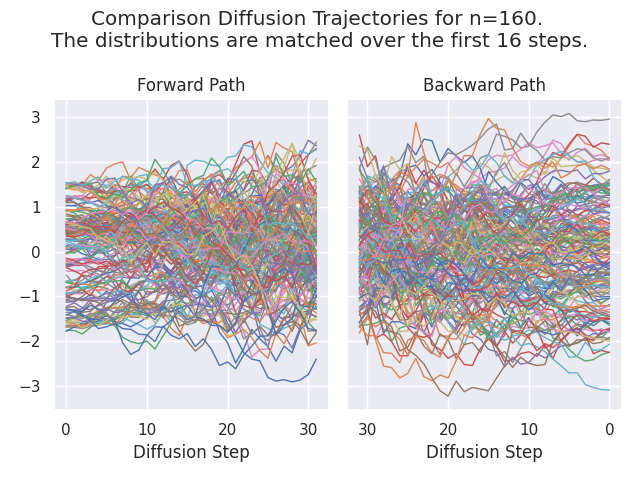 Comparison Diffusion Trajectories for n=160.
The distributions are matched over the first 16 steps.
Forward Path
Backward Path
3
2
1
0
−1
−2
−3
0 10 20 30
30 20 10 0
Diffusion Step
Diffusion Step